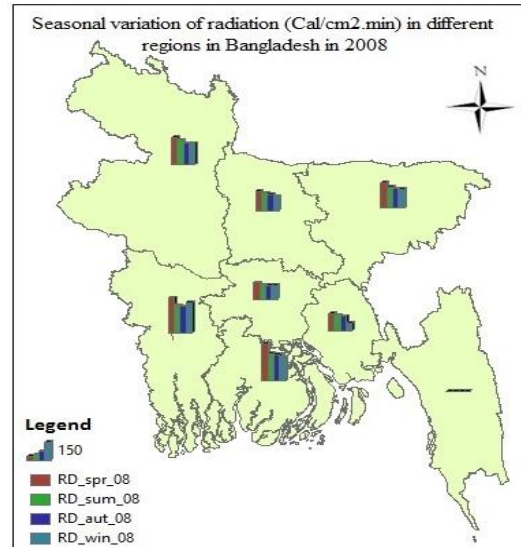 Seasonal variation of radiation (Cal/cm2.min) in different
regions in Bangladesh in 2008
N
Legend
150
RD_spr_08
RD_sum_08
RD_aut_08
RD_win_08